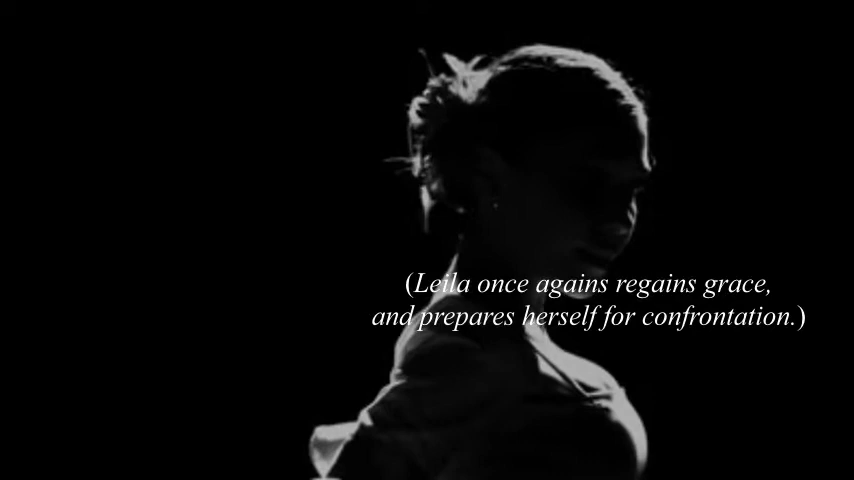 (Leila once agains regains grace,
and prepares herself for confrontation.)